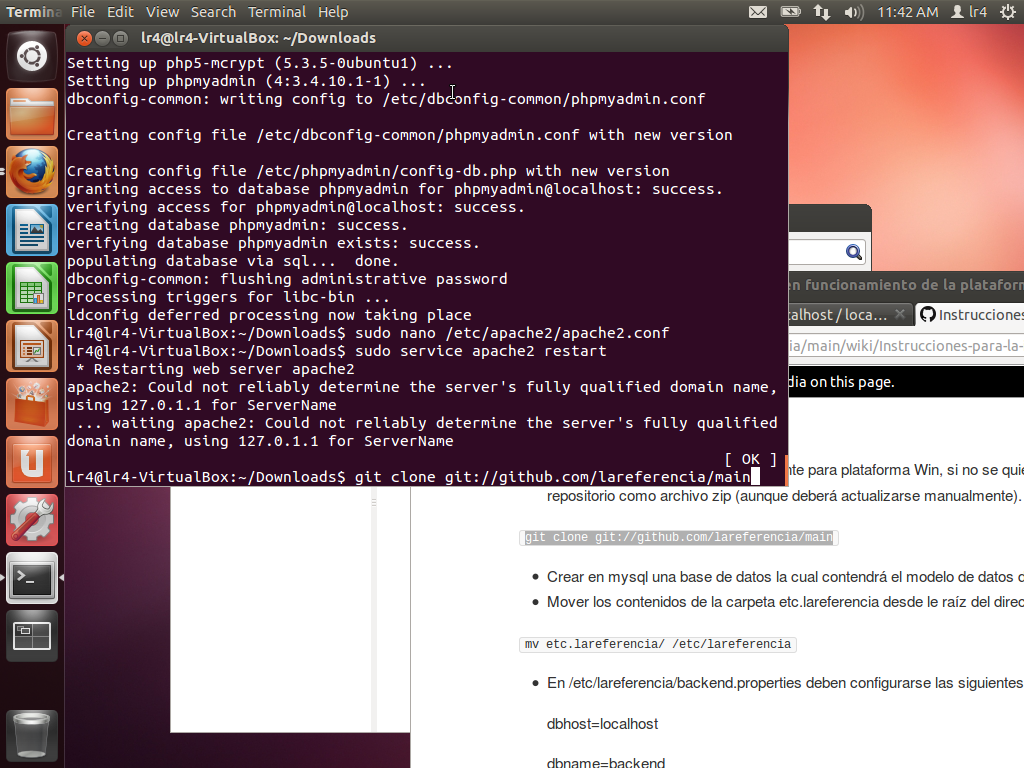 Termina File Edit View Search Terminal Help 11:42 AM lr4
lr4@lr4-VirtualBox: ~/Downloads
Setting up php5-mcrypt (5.3.5-0ubuntu1) ...
Setting up phpmyadmin (4:3.4.10.1-1) ...
dbconfig-common: writing config to /etc/dbconfig-common/phpmyadmin.conf
Creating config file /etc/dbconfig-common/phpmyadmin.conf with new version
Creating config file /etc/phpmyadmin/config-db.php with new version
granting access to database phpmyadmin for phpmyadmin@localhost: success.
verifying access for phpmyadmin@localhost: success.
creating database phpmyadmin: success.
verifying database phpmyadmin exists: success.
populating database via sql...  done.
dbconfig-common: flushing administrative password
Processing triggers for libc-bin ...
ldconfig deferred processing now taking place
lr4@lr4-VirtualBox:~/Downloads$ sudo nano /etc/apache2/apache2.conf
lr4@lr4-VirtualBox:~/Downloads$ sudo service apache2 restart
* Restarting web server apache2
apache2: Could not reliably determine the server's fully qualified domain name,
using 127.0.1.1 for ServerName
... waiting apache2: Could not reliably determine the server's fully qualified
domain name, using 127.0.1.1 for ServerName
[ OK ]
lr4@lr4-VirtualBox:~/Downloads$ git clone git://github.com/lareferencia/main
en funcionamiento de la plataform
calhost / loca... Instrucciones
ia/main/wiki/Instrucciones-para-la-
dia on this page.
nte para plataforma Win, si no se quie
repositorio como archivo zip (aunque deberá actualizarse manualmente).
git clone git://github.com/lareferencia/main
• Crear en mysql una base de datos la cual contendrá el modelo de datos d
• Mover los contenidos de la carpeta etc.lareferencia desde le raíz del direc
mv etc.lareferencia/ /etc/lareferencia
• En /etc/lareferencia/backend.properties deben configurarse las siguientes
dbhost=localhost
dbname=backend